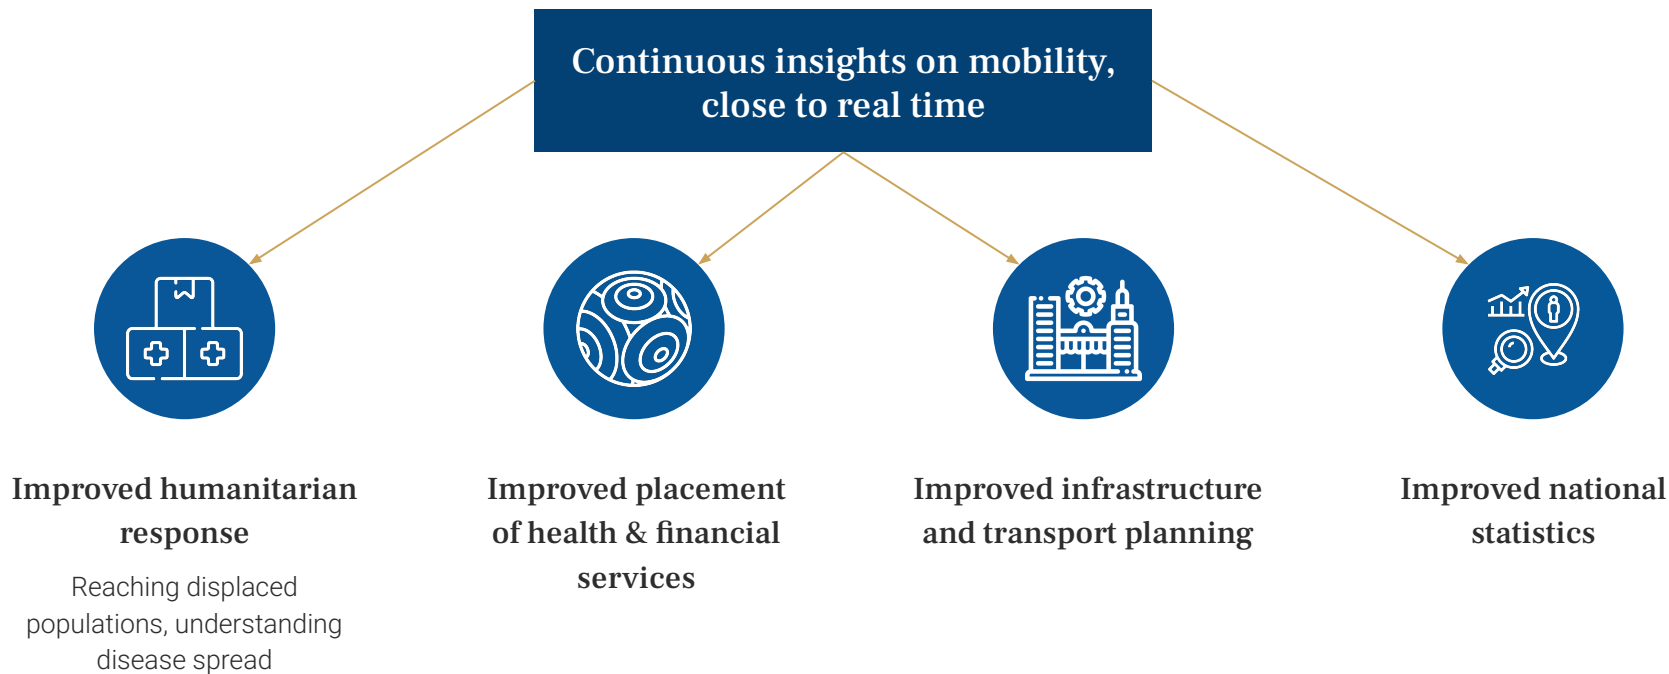 Continuous insights on mobility,
close to real time
Improved humanitarian
response
Reaching displaced
populations, understanding
disease spread
Improved placement
of health & financial
services
Improved infrastructure
and transport planning
Improved national
statistics